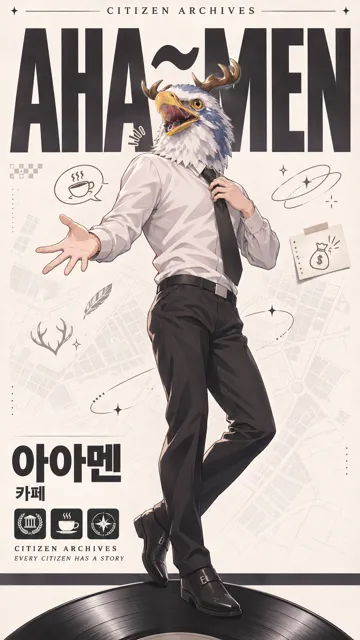 CITIZEN ARCHIVES
AHA~MEN
$
아아멘
카페
CITIZEN ARCHIVES
EVERY CITIZEN HAS A STORY